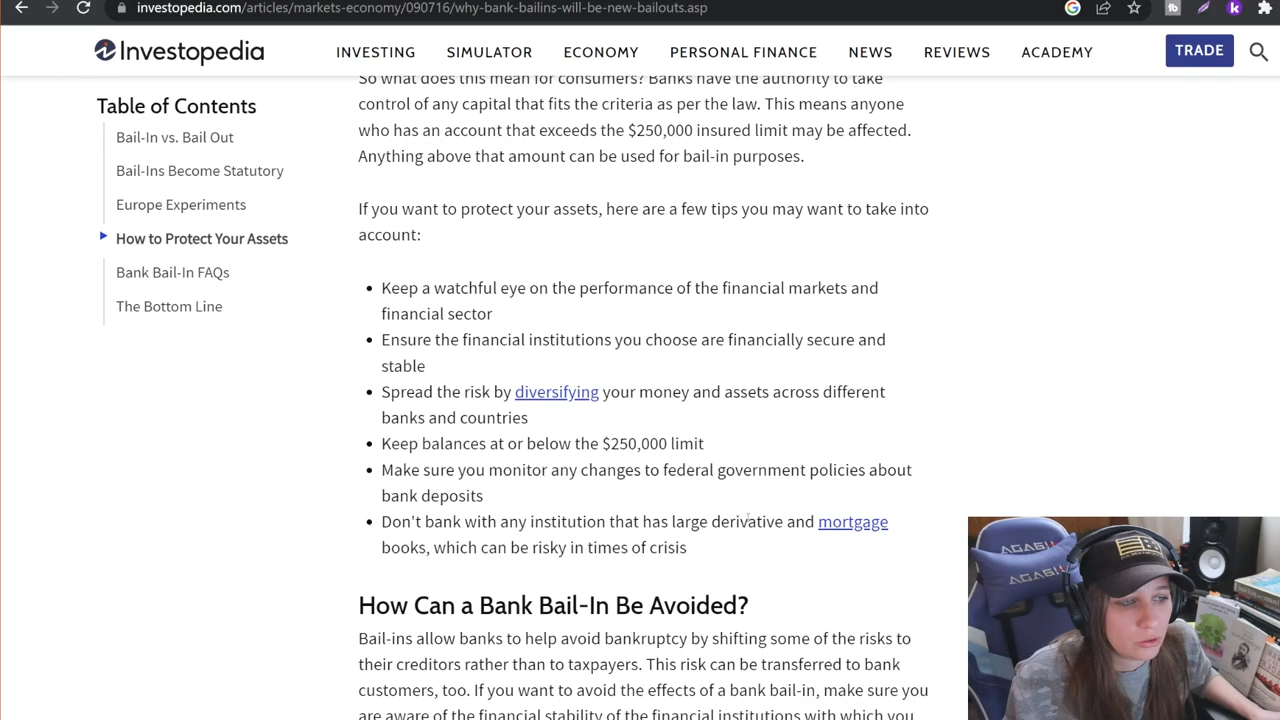 investopedia.com/articles/markets-economy/090716/why-bank-bailins-will-be-new-bailouts.asp
Investopedia
INVESTING SIMULATOR ECONOMY PERSONAL FINANCE NEWS REVIEWS ACADEMY
TRADE
Table of Contents
Bail-In vs. Bail Out
Bail-Ins Become Statutory
Europe Experiments
How to Protect Your Assets
Bank Bail-In FAQs
The Bottom Line
So what does this mean for consumers? Banks have the authority to take
control of any capital that fits the criteria as per the law. This means anyone
who has an account that exceeds the $250,000 insured limit may be affected.
Anything above that amount can be used for bail-in purposes.
If you want to protect your assets, here are a few tips you may want to take into
account:
• Keep a watchful eye on the performance of the financial markets and
financial sector
• Ensure the financial institutions you choose are financially secure and
stable
• Spread the risk by diversifying your money and assets across different
banks and countries
• Keep balances at or below the $250,000 limit
• Make sure you monitor any changes to federal government policies about
bank deposits
• Don't bank with any institution that has large derivative and mortgage
books, which can be risky in times of crisis
How Can a Bank Bail-In Be Avoided?
Bail-ins allow banks to help avoid bankruptcy by shifting some of the risks to
their creditors rather than to taxpayers. This risk can be transferred to bank
customers, too. If you want to avoid the effects of a bank bail-in, make sure you
are aware of the financial stability of the financial institutions with which you